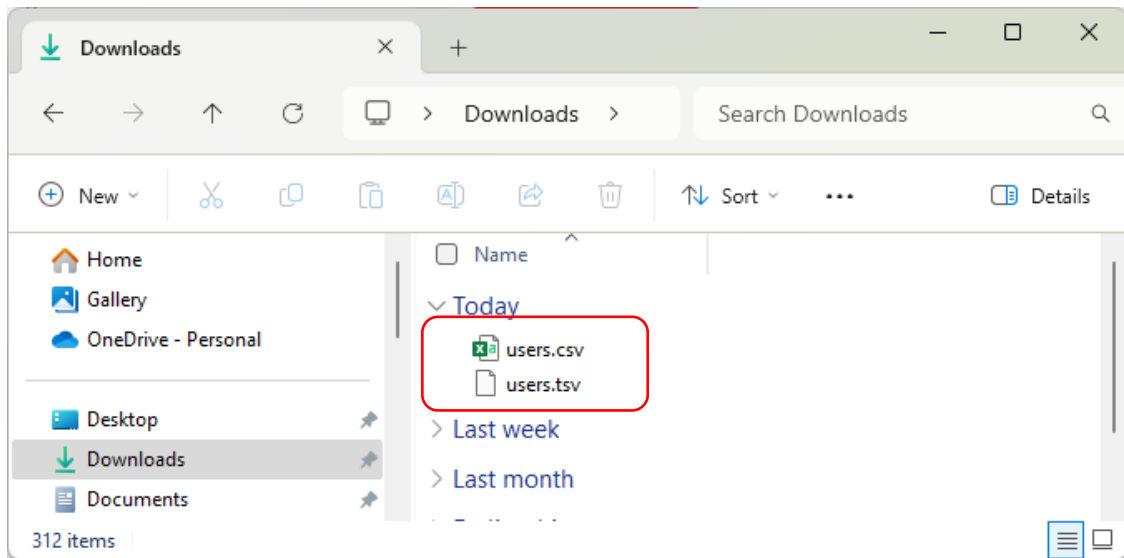 Downloads
Downloads
Search Downloads
New
Sort
Details
Home
Gallery
OneDrive - Personal
Desktop
Downloads
Documents
Name
Today
users.csv
users.tsv
Last week
Last month
312 items